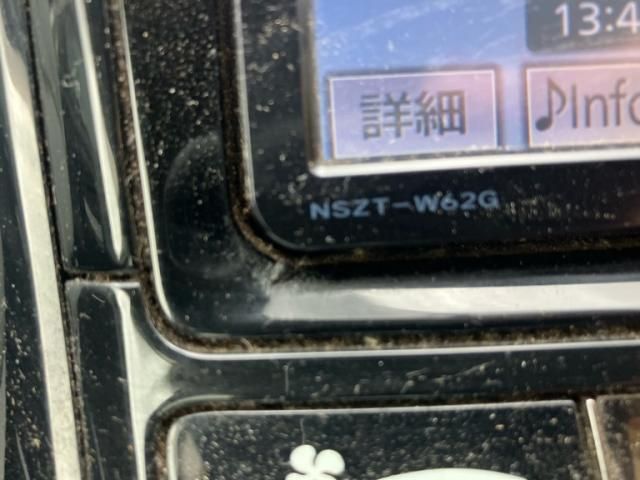 13:4
詳細
♪Info
NSZT-W62G